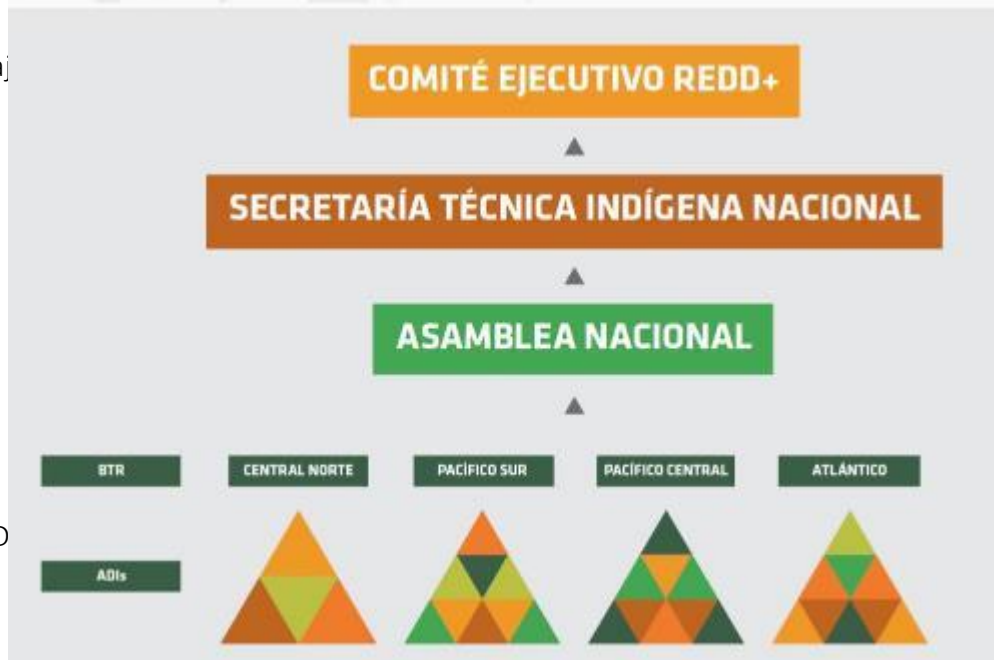 COMITÉ EJECUTIVO REDD+
SECRETARÍA TÉCNICA INDÍGENA NACIONAL
ASAMBLEA NACIONAL
BTR
CENTRAL NORTE
PACÍFICO SUR
PACÍFICO CENTRAL
ATLÁNTICO
ADIs